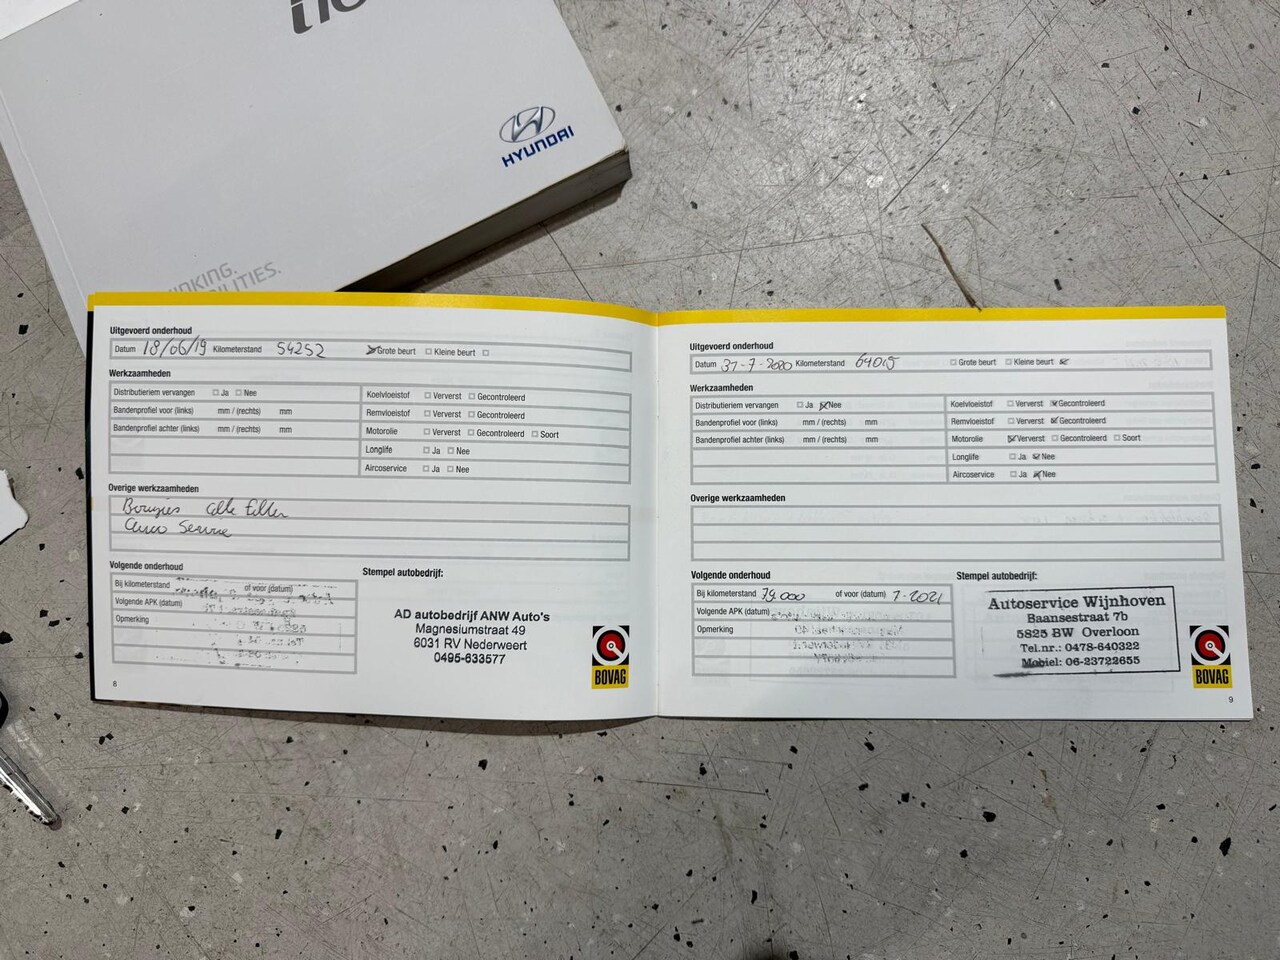 HYUNDAI
Uitgevoerd onderhoud
Datum 18/06/19 Kilometerstand 54252 Grote beurt Kleine beurt
Werkzaamheden
Distributieriem vervangen Ja Nee
Bandenprofiel voor (links) mm / (rechts) mm
Bandenprofiel achter (links) mm / (rechts) mm
Koelvloeistof Ververst Gecontroleerd
Remvloeistof Ververst Gecontroleerd
Motorolie Ververst Gecontroleerd Soort
Longlife Ja Nee
Aircoservice Ja Nee
Overige werkzaamheden
Bougies alle filter
Airco Service
Volgende onderhoud
Bij kilometerstand of voor (datum)
Volgende APK (datum)
Opmerking
Stempel autobedrijf:
AD autobedrijf ANW Auto's
Magnesiumstraat 49
6031 RV Nederweert
0495-633577
BOVAG
6
Uitgevoerd onderhoud
Datum 31-7-2020 Kilometerstand 64015 Grote beurt Kleine beurt
Werkzaamheden
Distributieriem vervangen Ja Nee
Bandenprofiel voor (links) mm / (rechts) mm
Bandenprofiel achter (links) mm / (rechts) mm
Koelvloeistof Ververst Gecontroleerd
Remvloeistof Ververst Gecontroleerd
Motorolie Ververst Gecontroleerd Soort
Longlife Ja Nee
Aircoservice Ja Nee
Overige werkzaamheden
Volgende onderhoud
Bij kilometerstand 79.000 of voor (datum) 7-2021
Volgende APK (datum)
Opmerking
Stempel autobedrijf:
Autoservice Wijnhoven
Baansestraat 7b
5825 BW Overloon
Tel.nr.: 0478-640322
Mobiel: 06-23722655
BOVAG
9